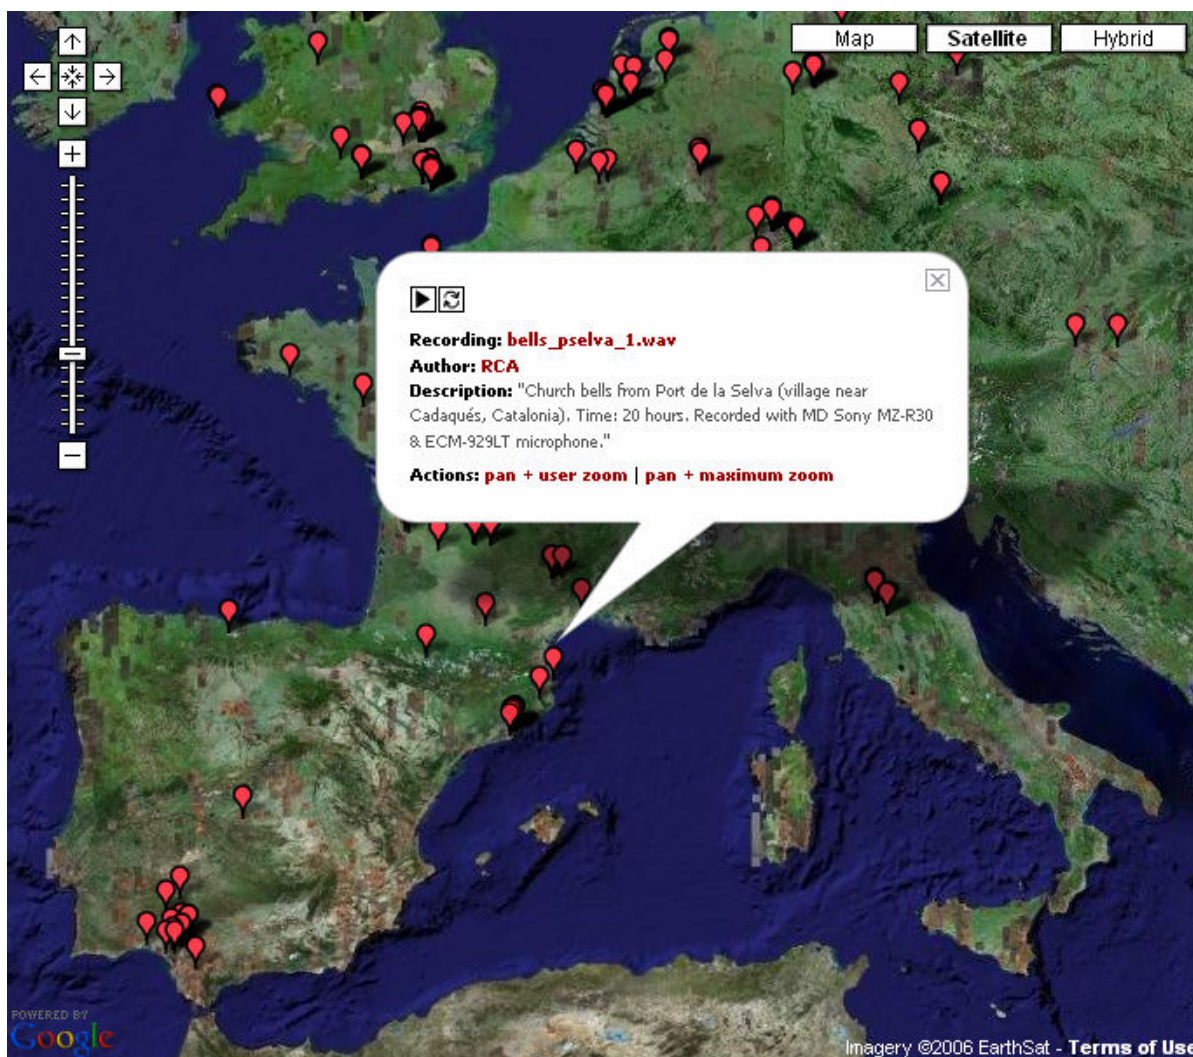 Map
Satellite
Hybrid
Recording: bells_pselva_1.wav
Author: RCA
Description: "Church bells from Port de la Selva (village near
Cadaqués, Catalonia). Time: 20 hours. Recorded with MD Sony MZ-R30
& ECM-929LT microphone."
Actions: pan + user zoom | pan + maximum zoom
POWERED BY
Google
Imagery ©2006 EarthSat - Terms of Use